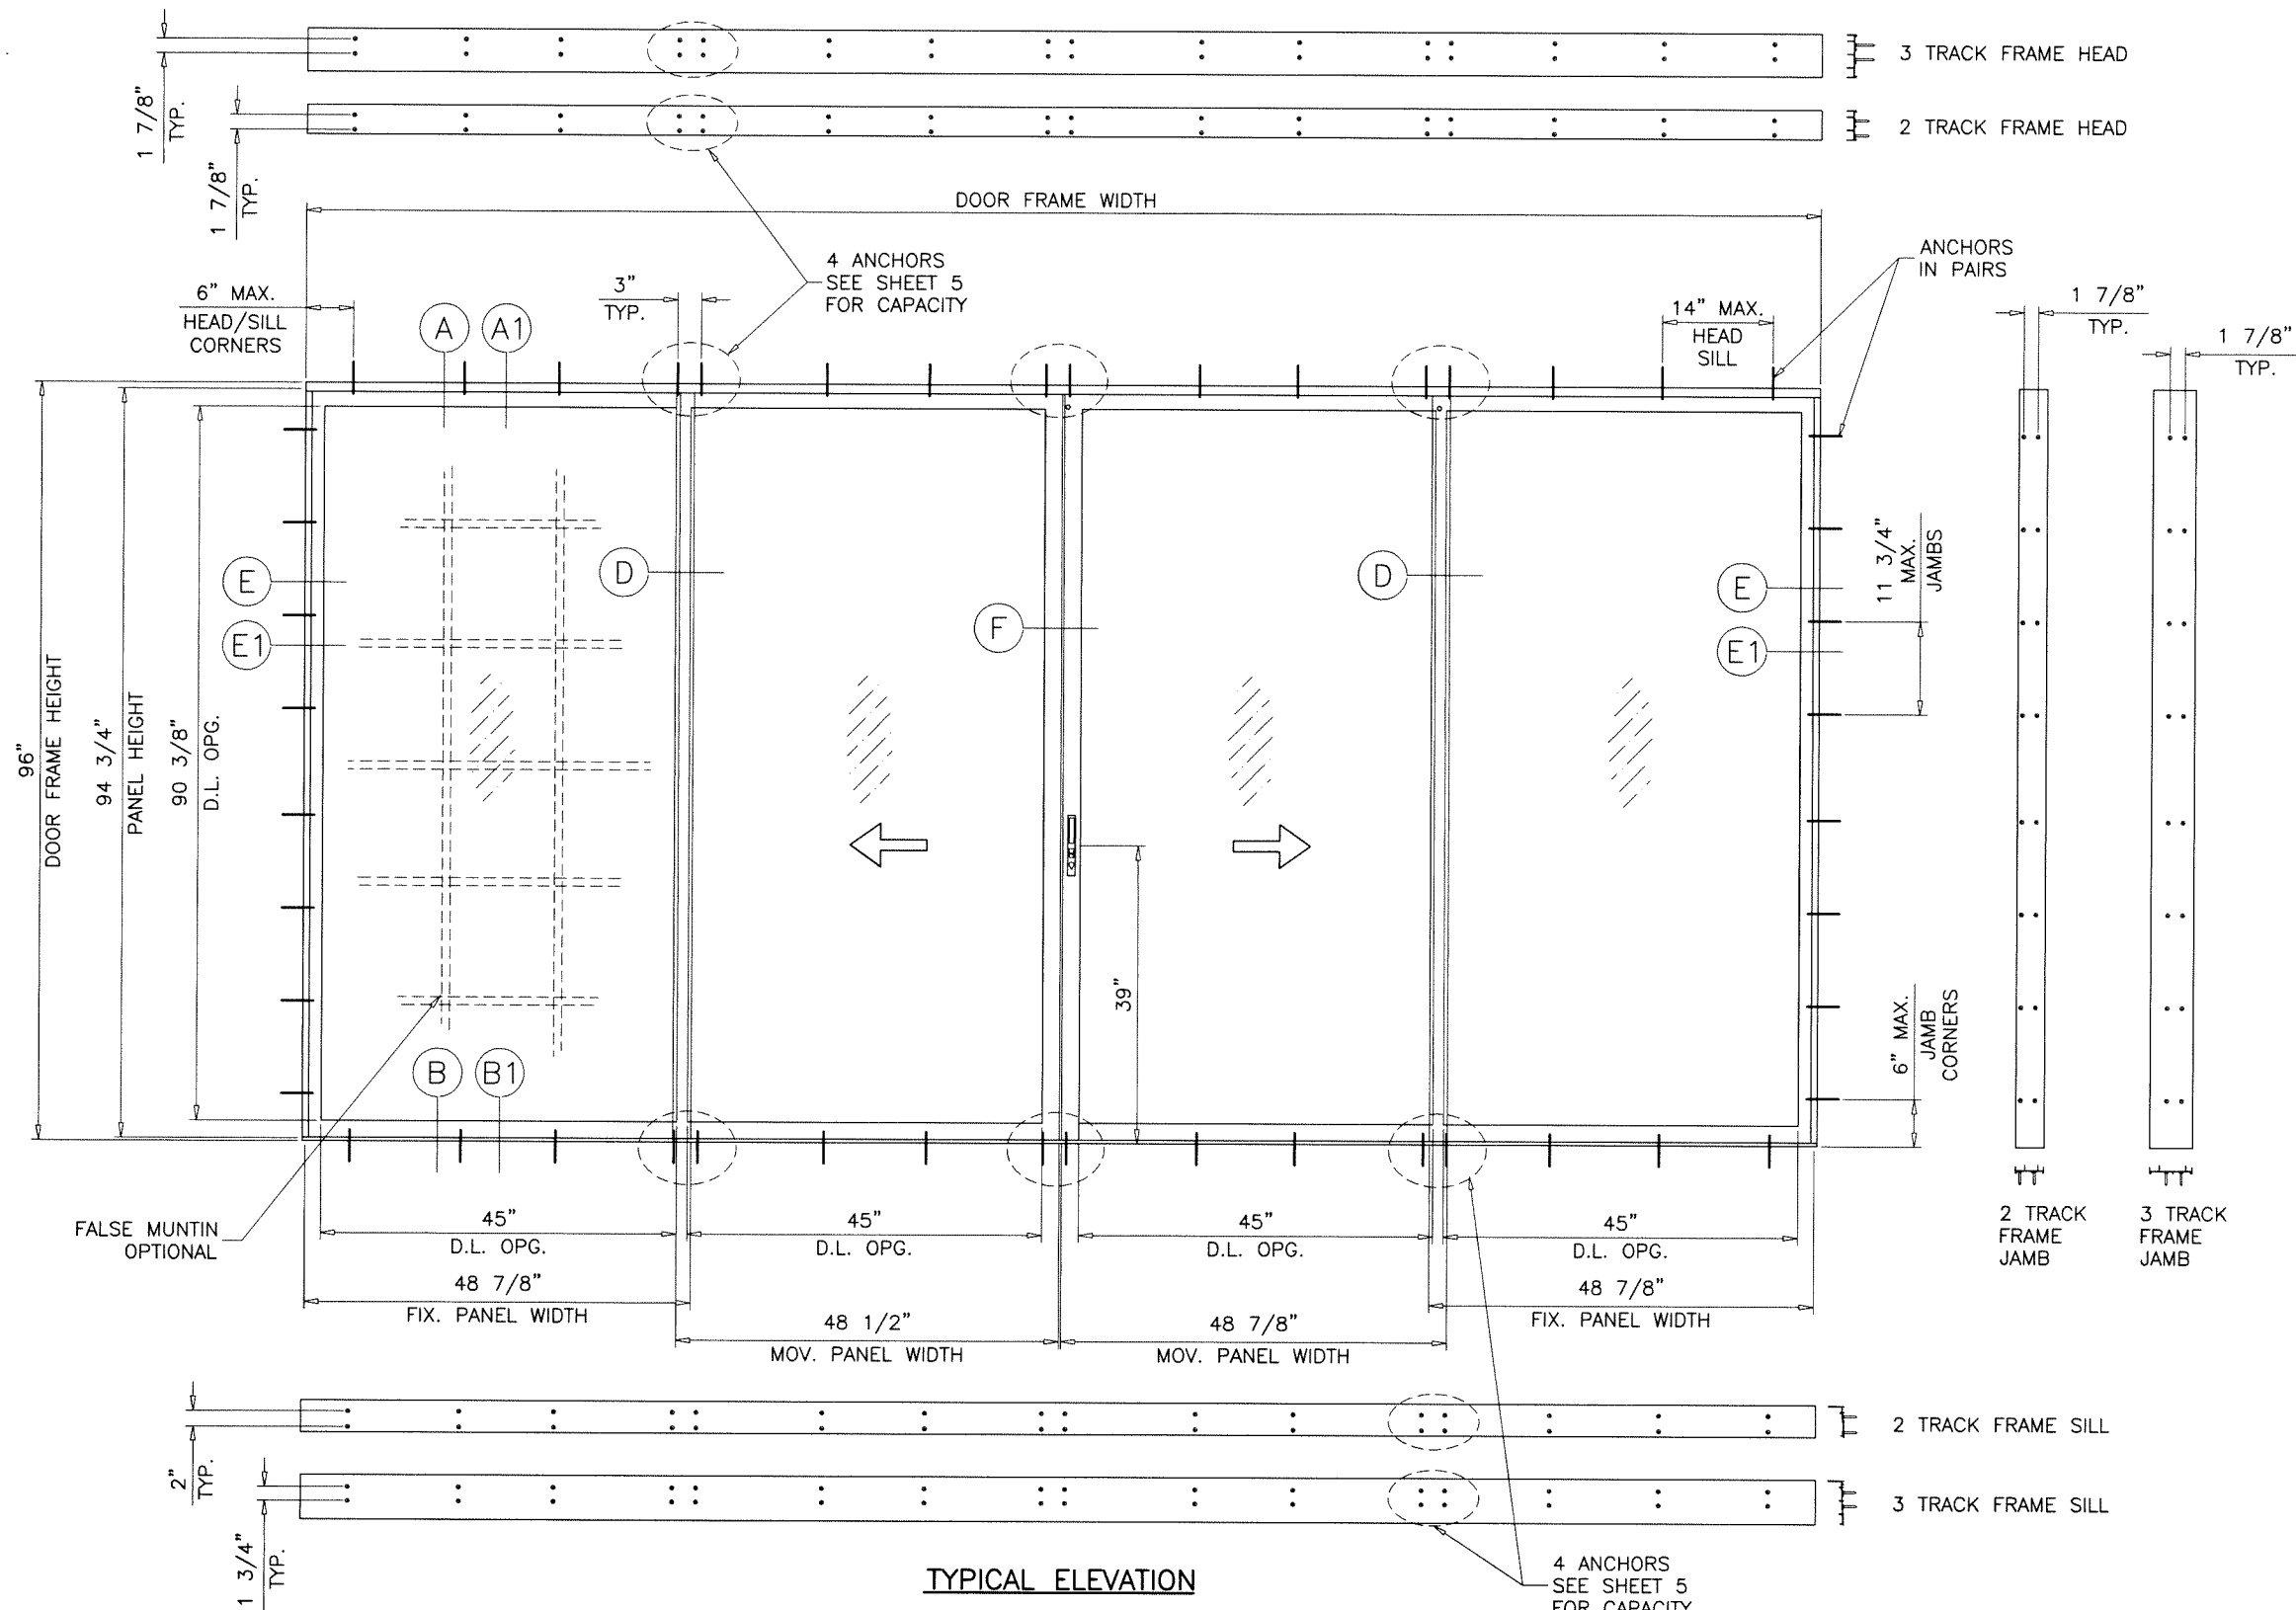 3 TRACK FRAME HEAD
1 7/8"
TYP.
2 TRACK FRAME HEAD
1 7/8"
TYP.
DOOR FRAME WIDTH
4 ANCHORS
SEE SHEET 5
FOR CAPACITY
ANCHORS
IN PAIRS
6" MAX.
HEAD/SILL
CORNERS
A
A1
3"
TYP.
14" MAX.
HEAD
SILL
1 7/8"
TYP.
1 7/8"
TYP.
96"
DOOR FRAME HEIGHT
94 3/4"
PANEL HEIGHT
90 3/8"
D.L. OPG.
E
E1
D
F
D
E
E1
11 3/4"
MAX.
JAMBS
39"
6" MAX.
JAMB
CORNERS
B
B1
FALSE MUNTIN
OPTIONAL
45"
D.L. OPG.
45"
D.L. OPG.
45"
D.L. OPG.
45"
D.L. OPG.
2 TRACK
FRAME
JAMB
3 TRACK
FRAME
JAMB
48 7/8"
FIX. PANEL WIDTH
48 1/2"
MOV. PANEL WIDTH
48 7/8"
MOV. PANEL WIDTH
48 7/8"
FIX. PANEL WIDTH
2"
TYP.
2 TRACK FRAME SILL
1 3/4"
TYP.
3 TRACK FRAME SILL
TYPICAL ELEVATION
4 ANCHORS
SEE SHEET 5
FOR CAPACITY